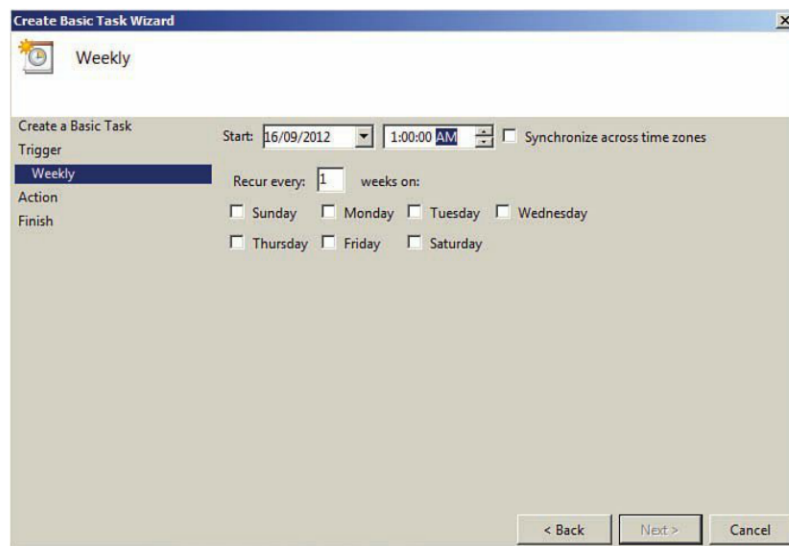 Create Basic Task Wizard
Weekly
Create a Basic Task
Trigger
Weekly
Action
Finish
Start: 16/09/2012 1:00:00 AM Synchronize across time zones
Recur every: 1 weeks on:
Sunday Monday Tuesday Wednesday
Thursday Friday Saturday
< Back Next > Cancel